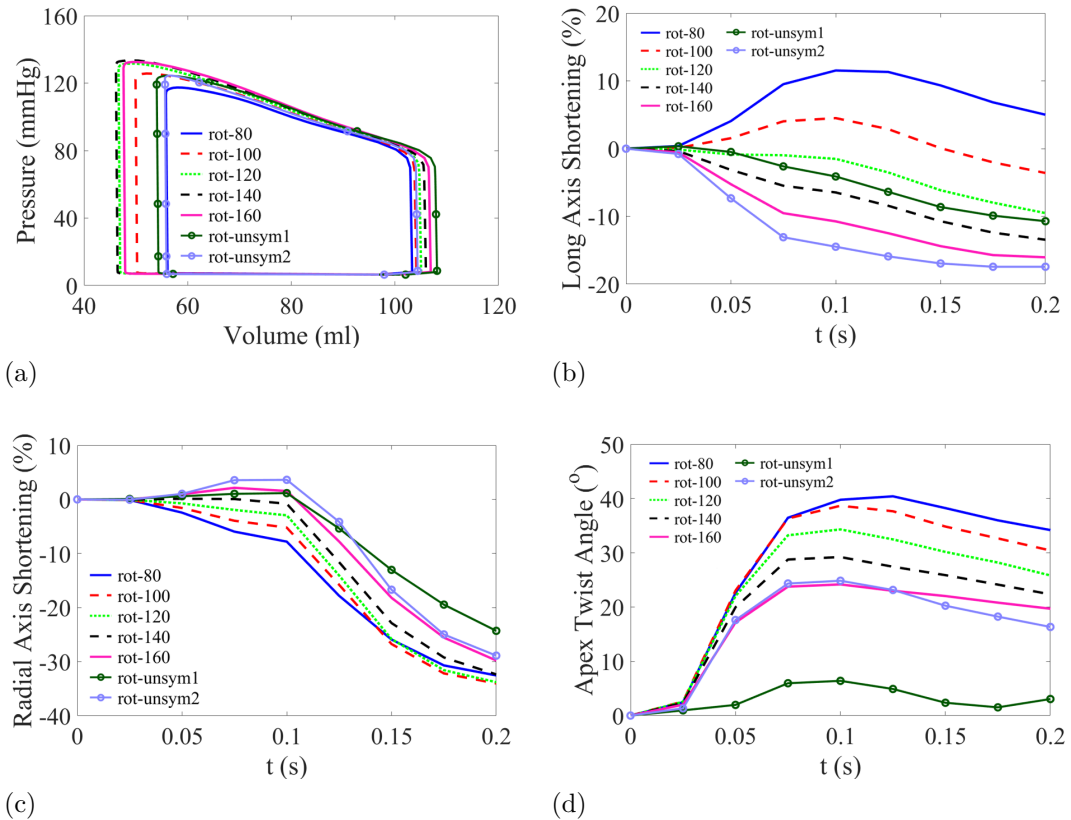 160
120
80
40
0
40
60
80
100
120
Pressure (mmHg)
Volume (ml)
rot-80
rot-100
rot-120
rot-140
rot-160
rot-unsym1
rot-unsym2
(a)
20
10
0
-10
-20
0
0.05
0.1
0.15
0.2
Long Axis Shortening (%)
t (s)
rot-80
rot-100
rot-120
rot-140
rot-160
rot-unsym1
rot-unsym2
(b)
10
0
-10
-20
-30
-40
0
0.05
0.1
0.15
0.2
Radial Axis Shortening (%)
t (s)
rot-80
rot-100
rot-120
rot-140
rot-160
rot-unsym1
rot-unsym2
(c)
50
40
30
20
10
0
0
0.05
0.1
0.15
0.2
Apex Twist Angle (°)
t (s)
rot-80
rot-100
rot-120
rot-140
rot-160
rot-unsym1
rot-unsym2
(d)